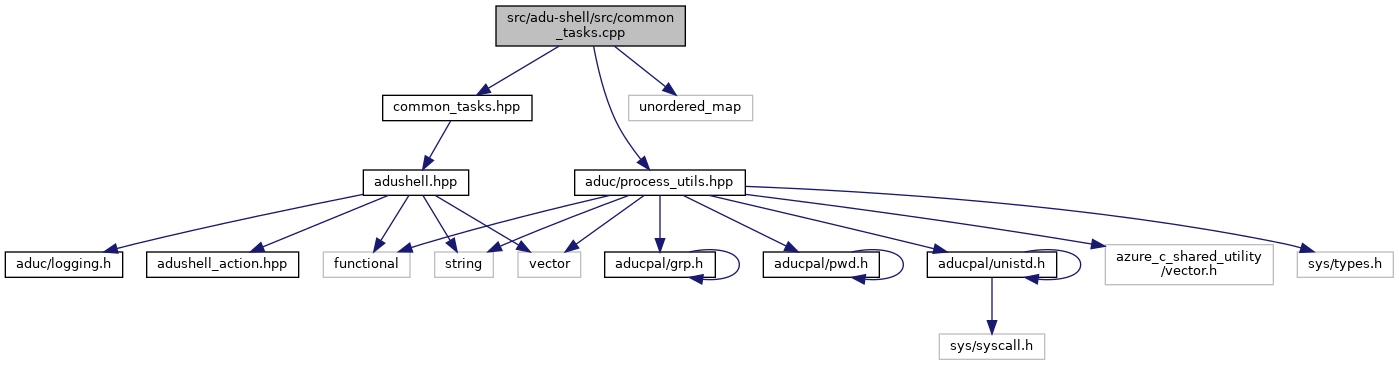 src/adu-shell/src/common
_tasks.cpp
common_tasks.hpp
unordered_map
adushell.hpp
aduc/process_utils.hpp
aduc/logging.h
adushell_action.hpp
functional
string
vector
aducpal/grp.h
aducpal/pwd.h
aducpal/unistd.h
azure_c_shared_utility
/vector.h
sys/types.h
sys/syscall.h